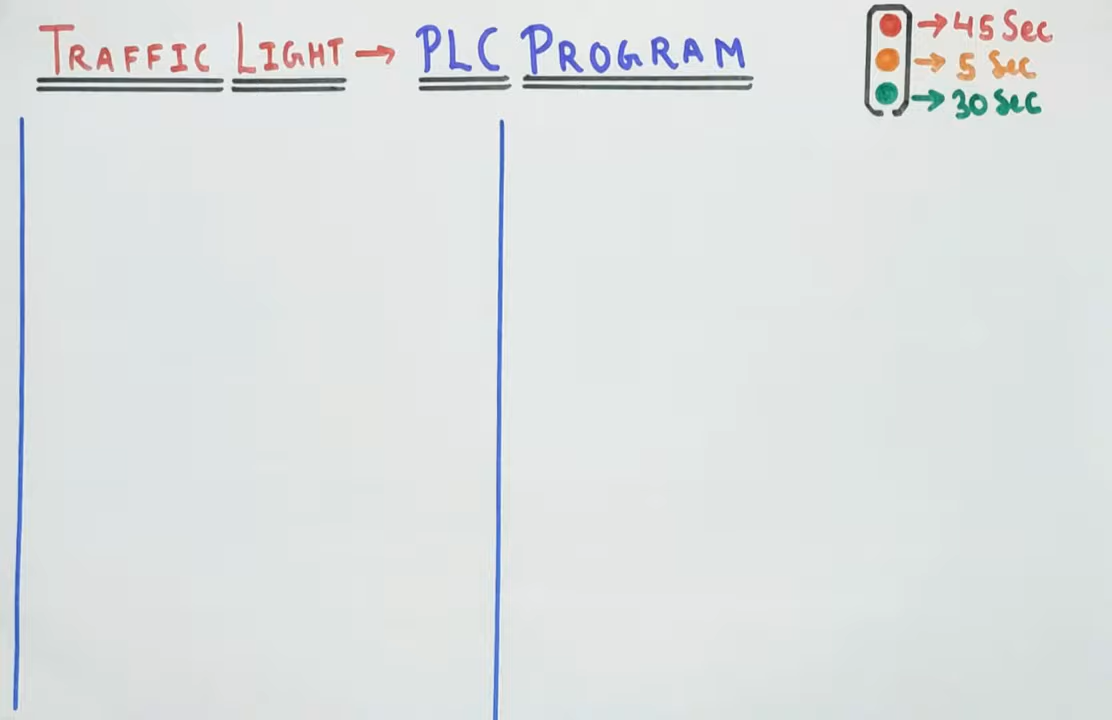 TRAFFIC LIGHT → PLC PROGRAM
→ 45 Sec
→ 5 Sec
→ 30 Sec